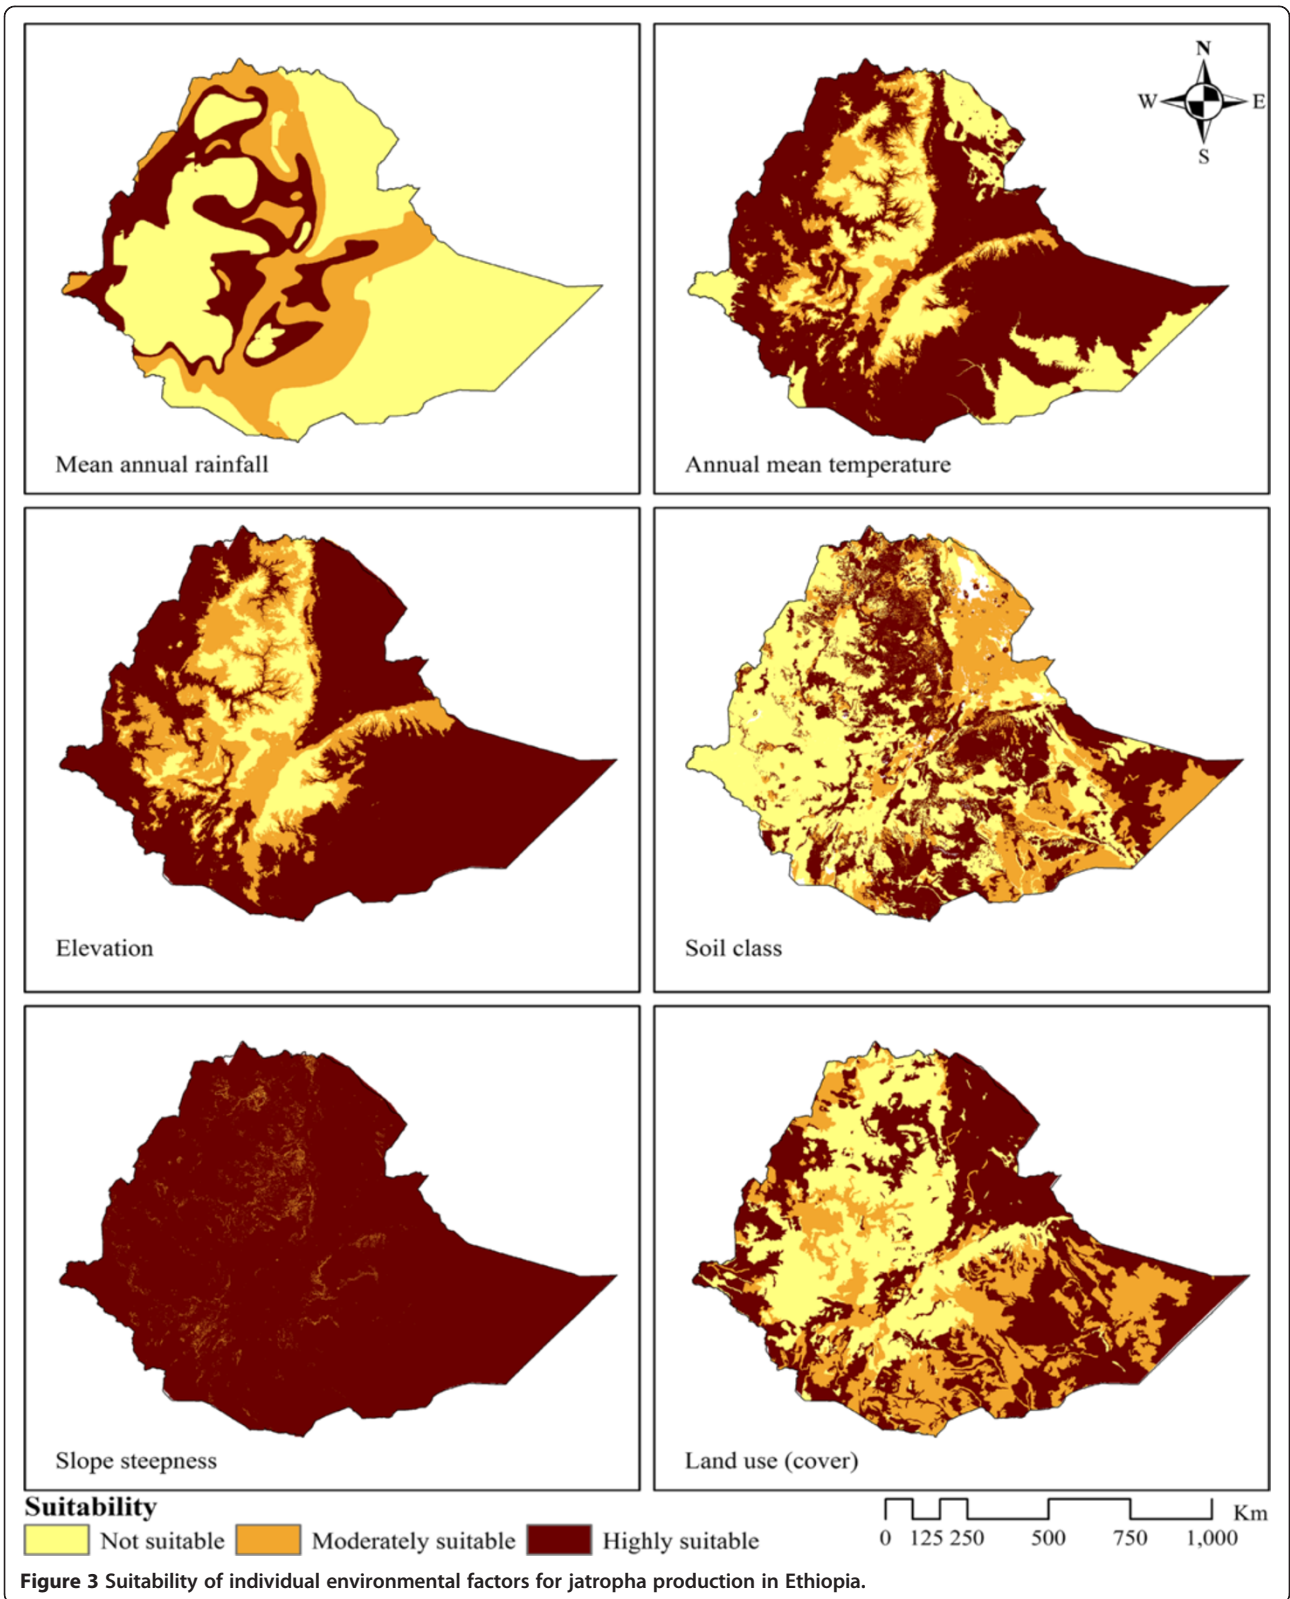 N
W E
S
Mean annual rainfall
Annual mean temperature
Elevation
Soil class
Slope steepness
Land use (cover)
Suitability
Not suitable Moderately suitable Highly suitable
Km
0 125 250 500 750 1,000
Figure 3 Suitability of individual environmental factors for jatropha production in Ethiopia.